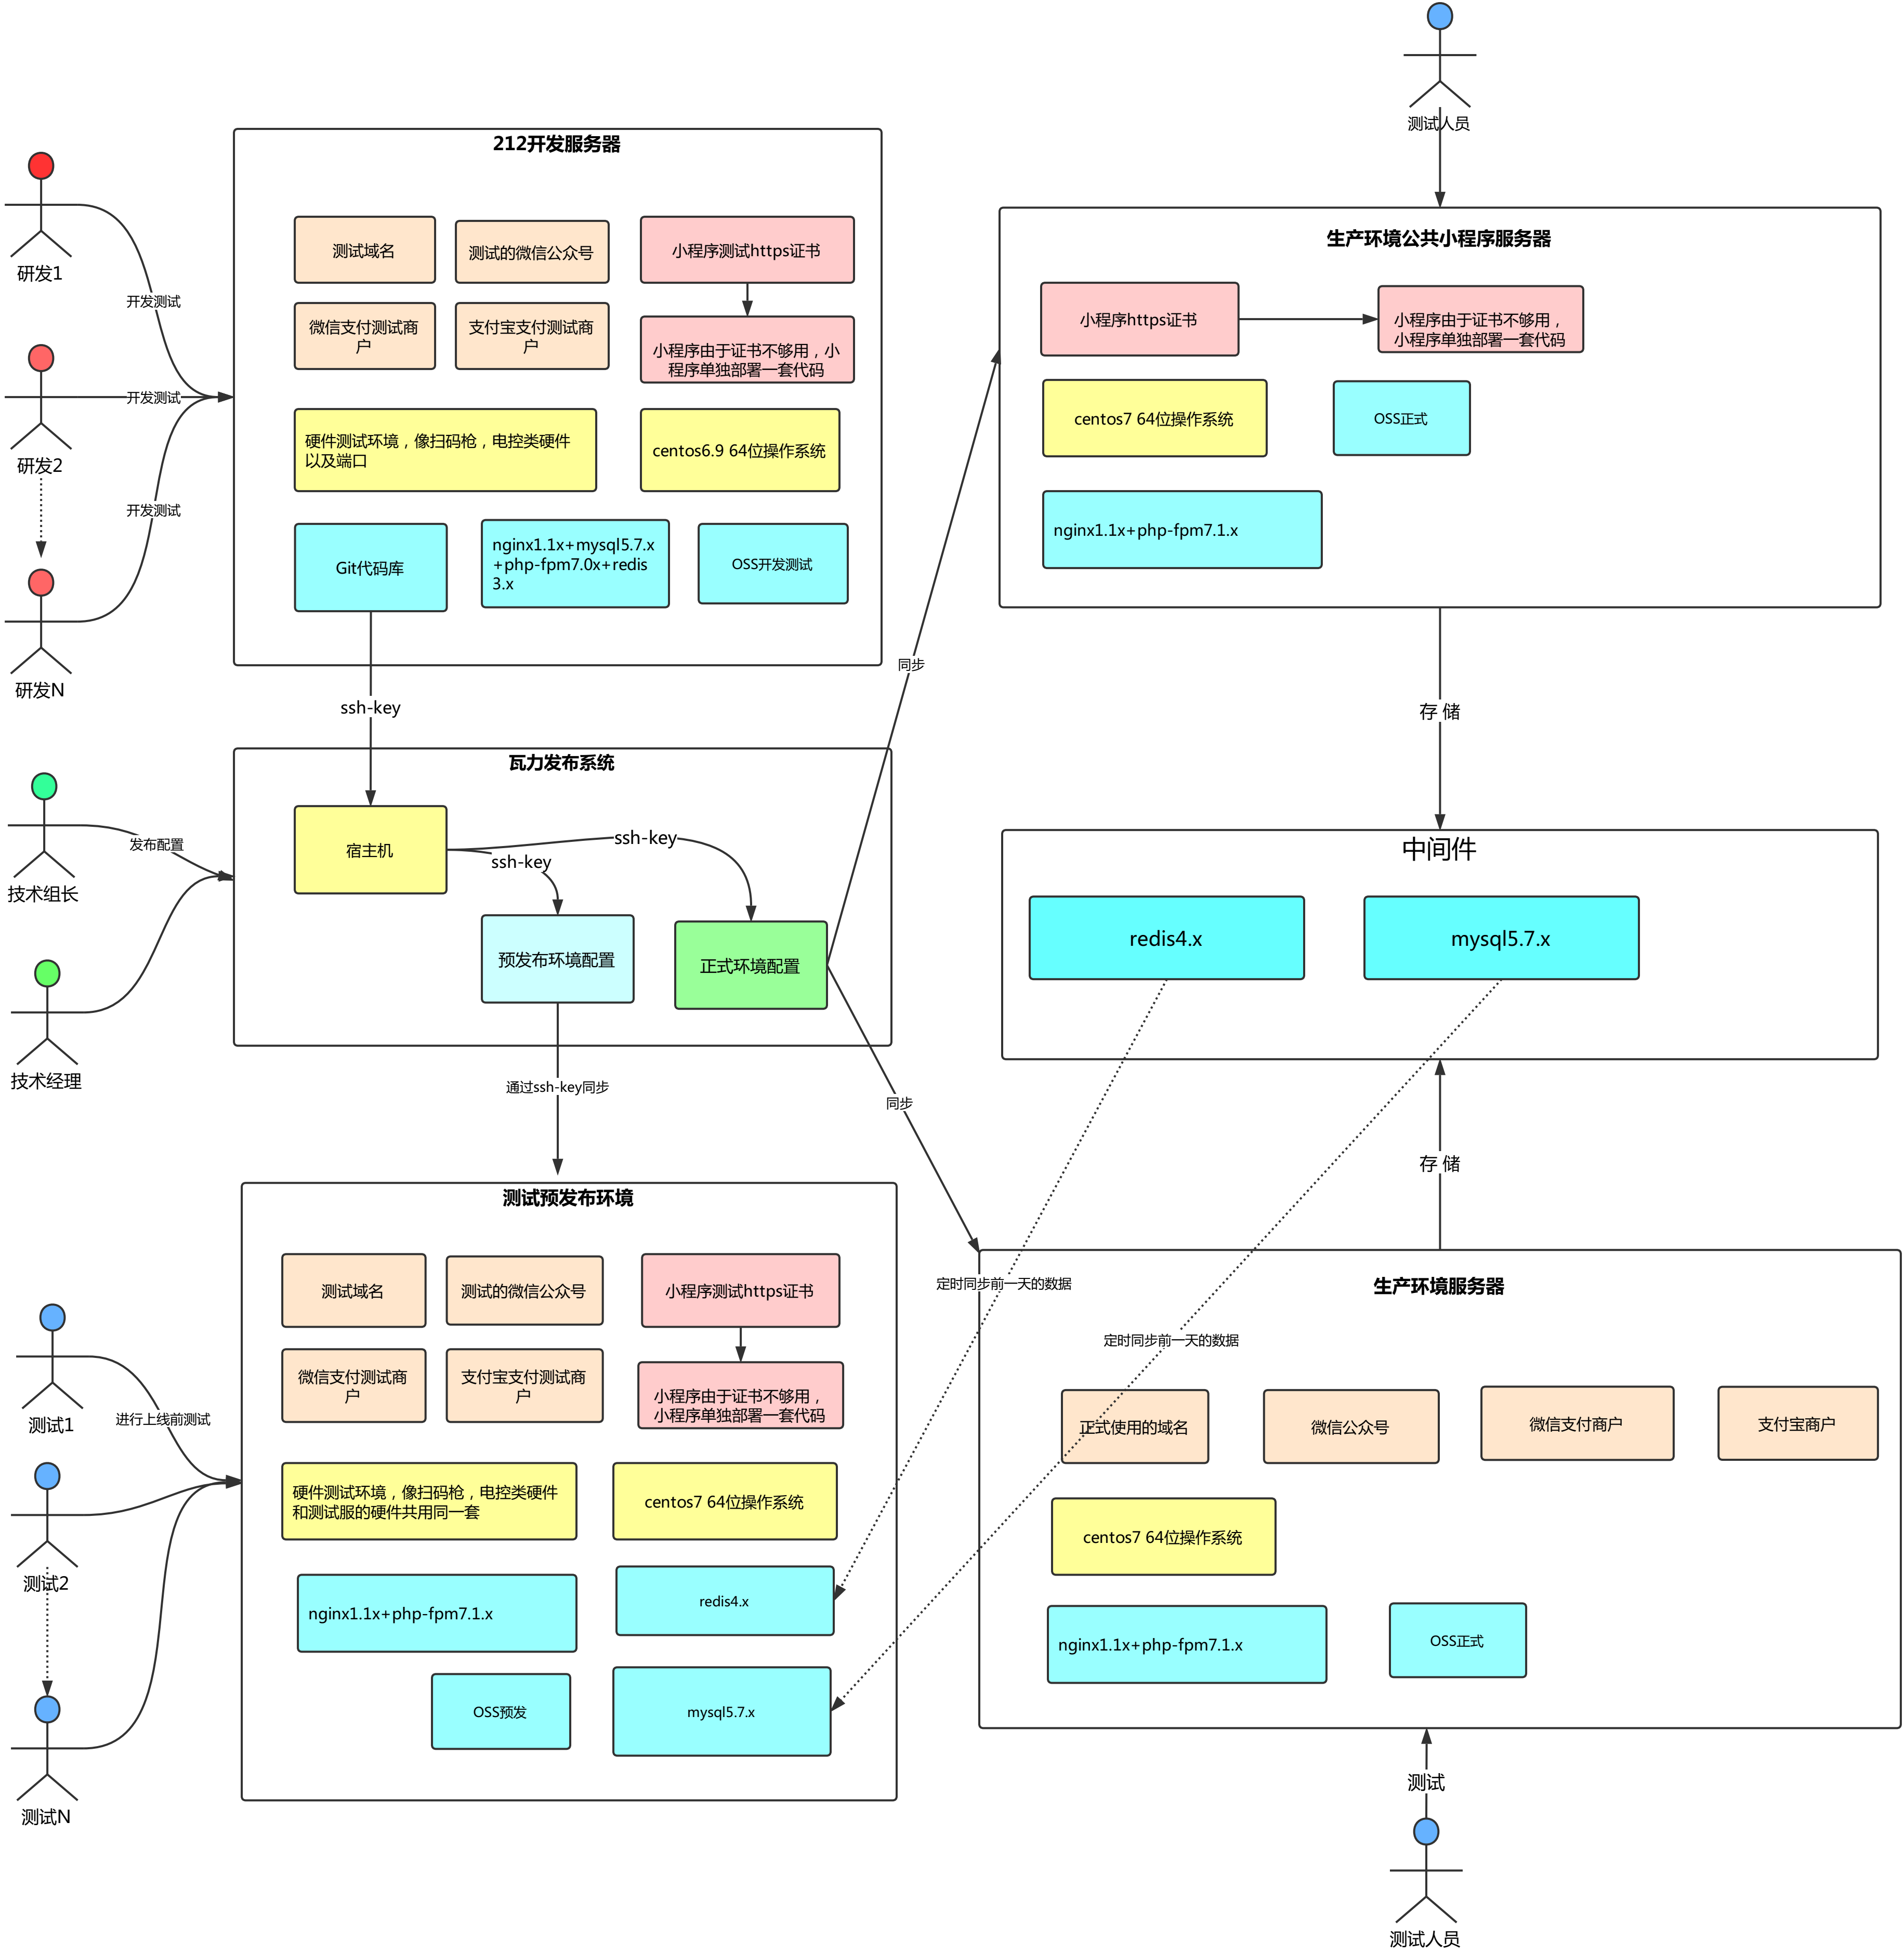 测试人员
212开发服务器
研发1
研发2
研发N
开发测试
开发测试
开发测试
测试域名
测试的微信公众号
小程序测试https证书
微信支付测试商
户
支付宝支付测试商
户
小程序由于证书不够用，小
程序单独部署一套代码
硬件测试环境，像扫码枪，电控类硬件
以及端口
centos6.9 64位操作系统
Git代码库
nginx1.1x+mysql5.7.x
+php-fpm7.0x+redis
3.x
OSS开发测试
ssh-key
生产环境公共小程序服务器
小程序https证书
小程序由于证书不够用，
小程序单独部署一套代码
centos7 64位操作系统
OSS正式
nginx1.1x+php-fpm7.1.x
同步
存 储
瓦力发布系统
技术组长
技术经理
发布配置
宿主机
ssh-key
ssh-key
预发布环境配置
正式环境配置
通过ssh-key同步
同步
中间件
redis4.x
mysql5.7.x
存 储
定时同步前一天的数据
定时同步前一天的数据
测试预发布环境
测试1
测试2
测试N
进行上线前测试
测试域名
测试的微信公众号
小程序测试https证书
微信支付测试商
户
支付宝支付测试商
户
小程序由于证书不够用，
小程序单独部署一套代码
硬件测试环境，像扫码枪，电控类硬件
和测试服的硬件共用同一套
centos7 64位操作系统
nginx1.1x+php-fpm7.1.x
redis4.x
OSS预发
mysql5.7.x
生产环境服务器
正式使用的域名
微信公众号
微信支付商户
支付宝商户
centos7 64位操作系统
nginx1.1x+php-fpm7.1.x
OSS正式
测试
测试人员